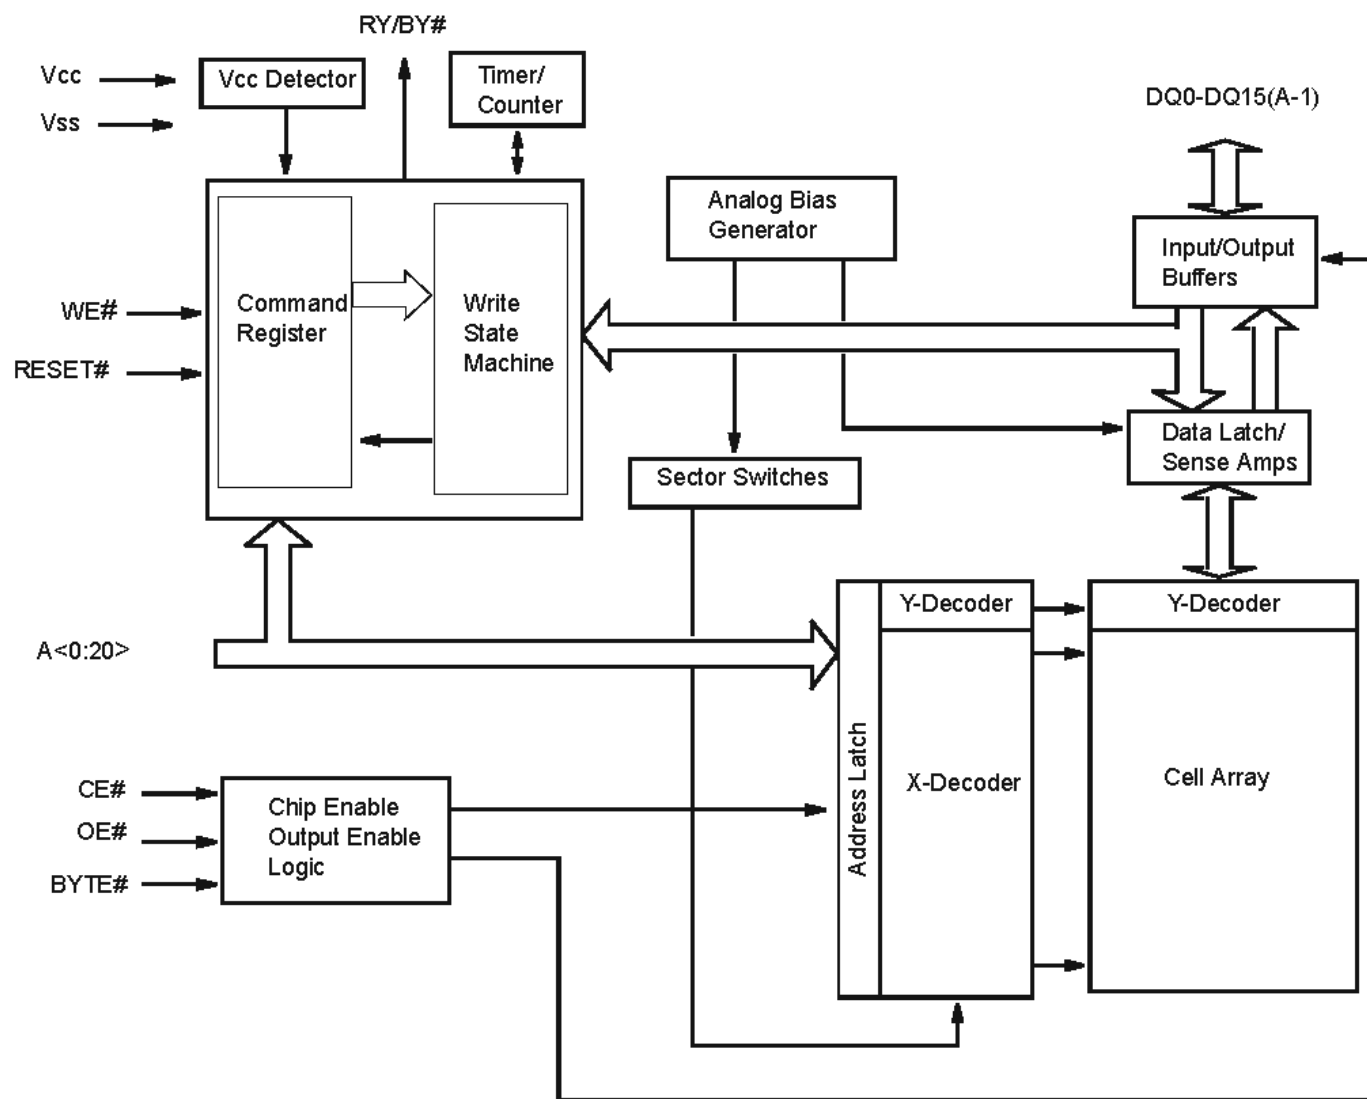 RY/BY#
Vcc
Vss
Vcc Detector
Timer/
Counter
DQ0-DQ15(A-1)
Analog Bias
Generator
Input/Output
Buffers
WE#
RESET#
Command
Register
Write
State
Machine
Data Latch/
Sense Amps
Sector Switches
A<0:20>
Y-Decoder
Y-Decoder
Address Latch
X-Decoder
Cell Array
CE#
OE#
BYTE#
Chip Enable
Output Enable
Logic